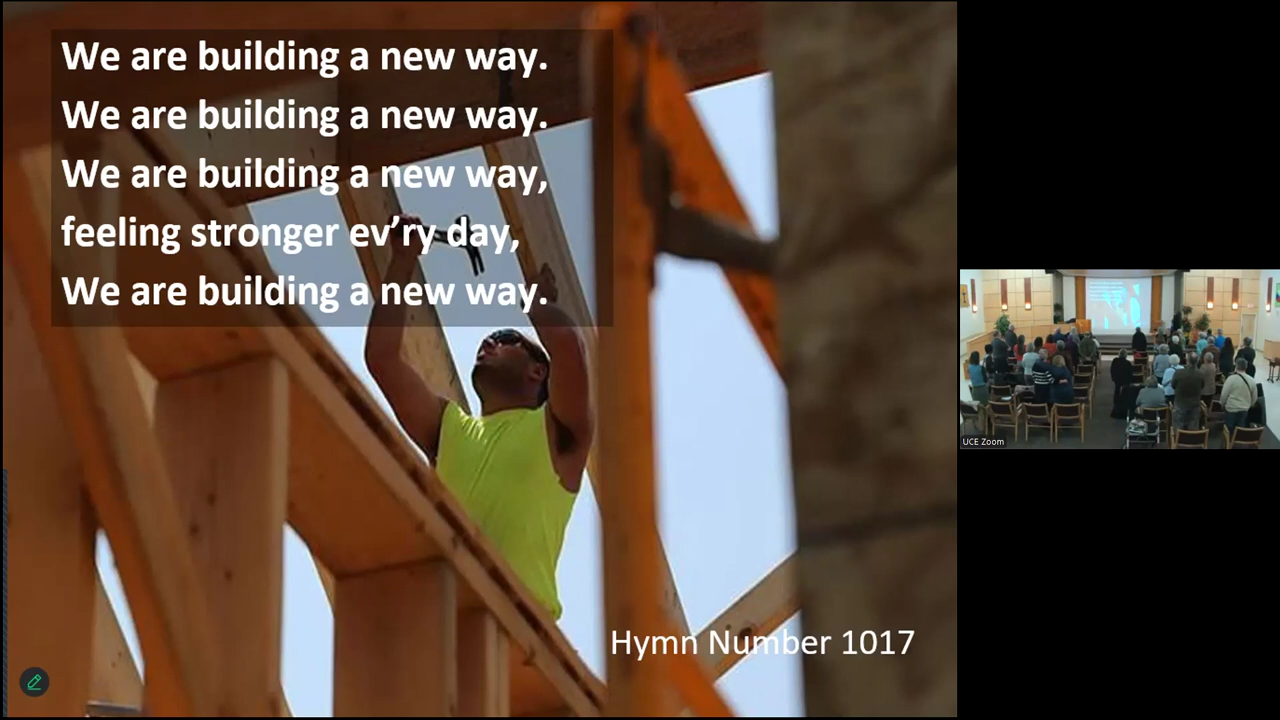 We are building a new way.
We are building a new way.
We are building a new way,
feeling stronger ev’ry day,
We are building a new way.
Hymn Number 1017
UCE Zoom